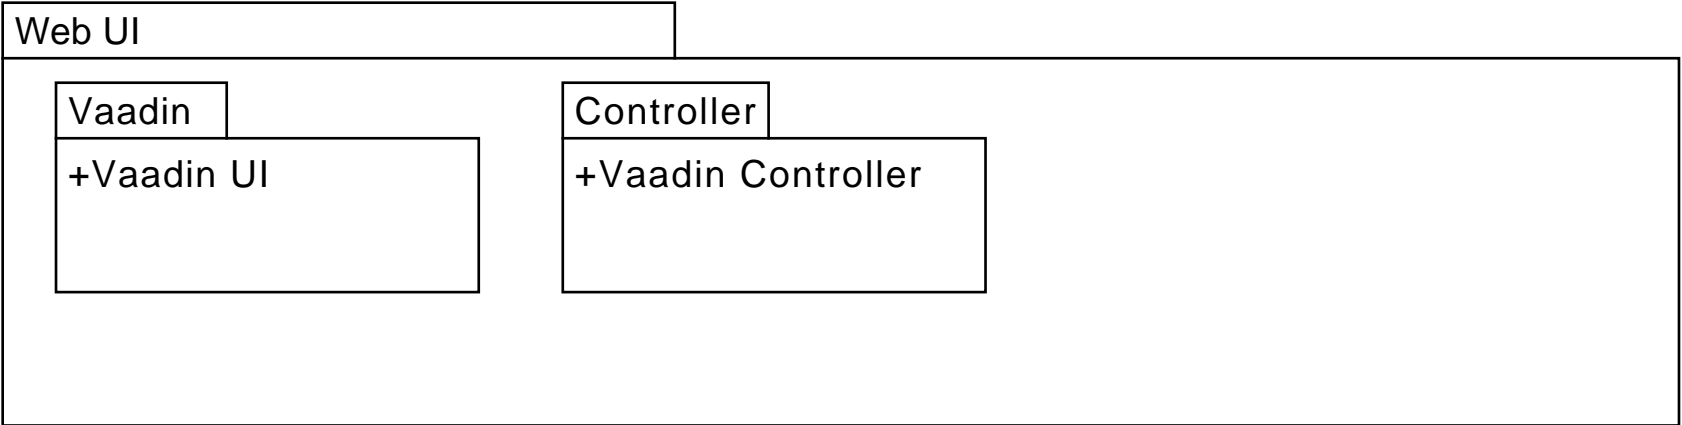 Web UI
Vaadin
Controller
+Vaadin UI
+Vaadin Controller